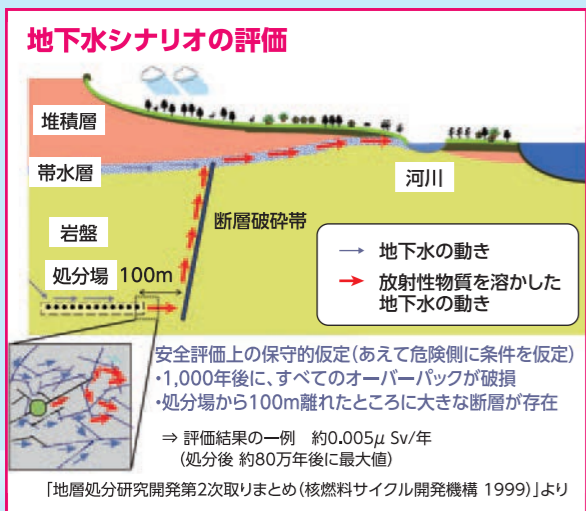 地下水シナリオの評価
堆積層
帯水層
河川
断層破砕帯
岩盤
処分場 100m
地下水の動き
放射性物質を溶かした
地下水の動き
安全評価上の保守的仮定(あえて危険側に条件を仮定)
・1,000年後に、すべてのオーバーパックが破損
・処分場から100m離れたところに大きな断層が存在
⇒ 評価結果の一例 約0.005μ Sv/年
(処分後 約80万年後に最大値)
「地層処分研究開発第2次取りまとめ(核燃料サイクル開発機構 1999)」より